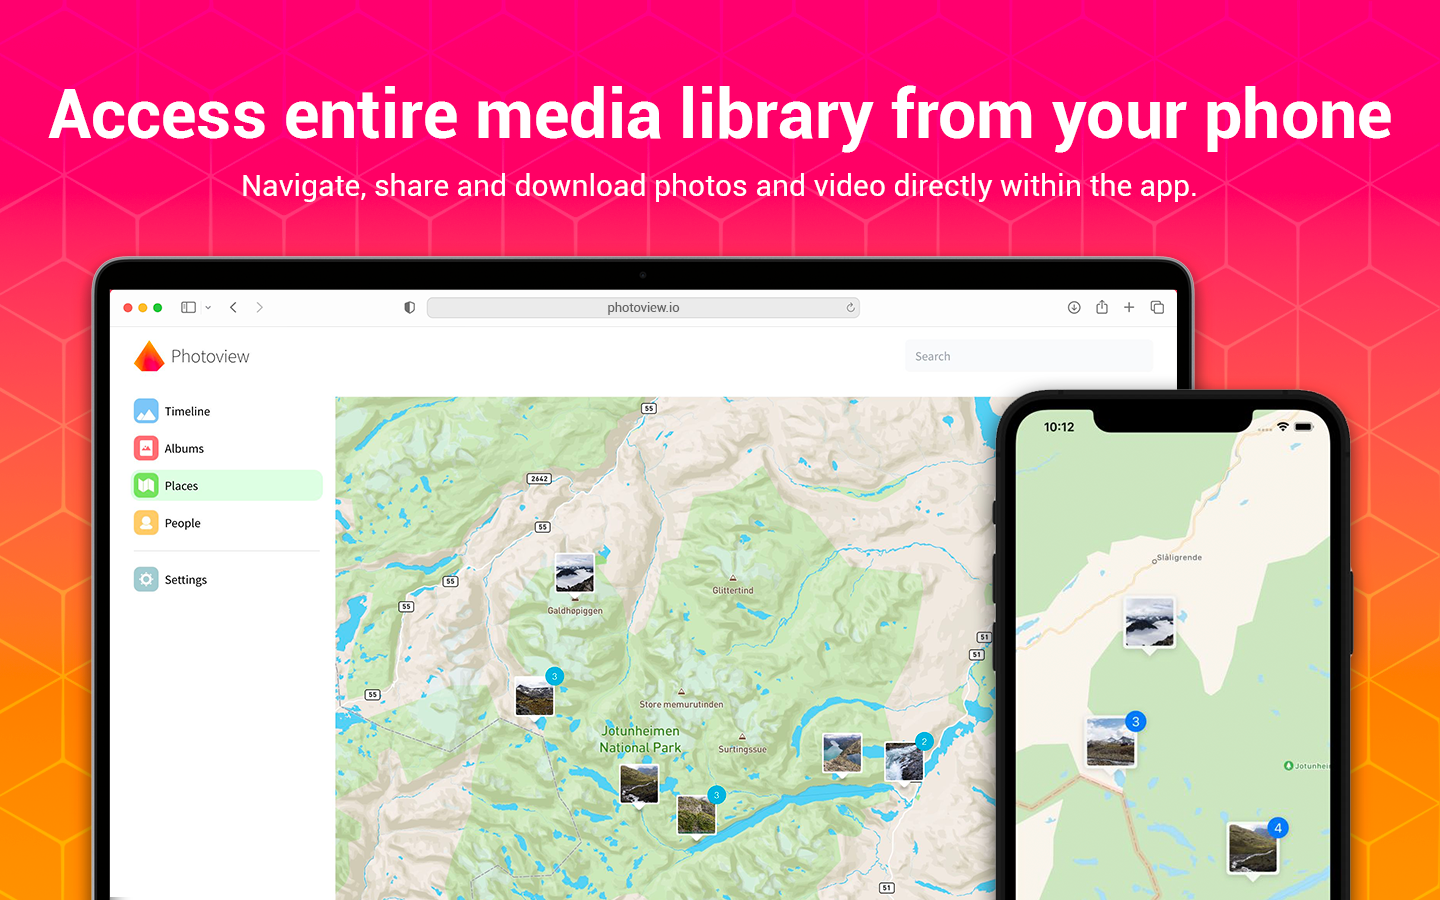 Access entire media library from your phone
Navigate, share and download photos and video directly within the app.
photoview.io
Photoview
Search
Timeline
Albums
Places
People
Settings
55
2642
55
55
55
55
Galdhøpiggen
Glittertind
3
Store memurutinden
Jotunheimen
National Park
Surtingssue
2
3
51
51
51
10:12
Slåligrende
3
Jotunhei
4